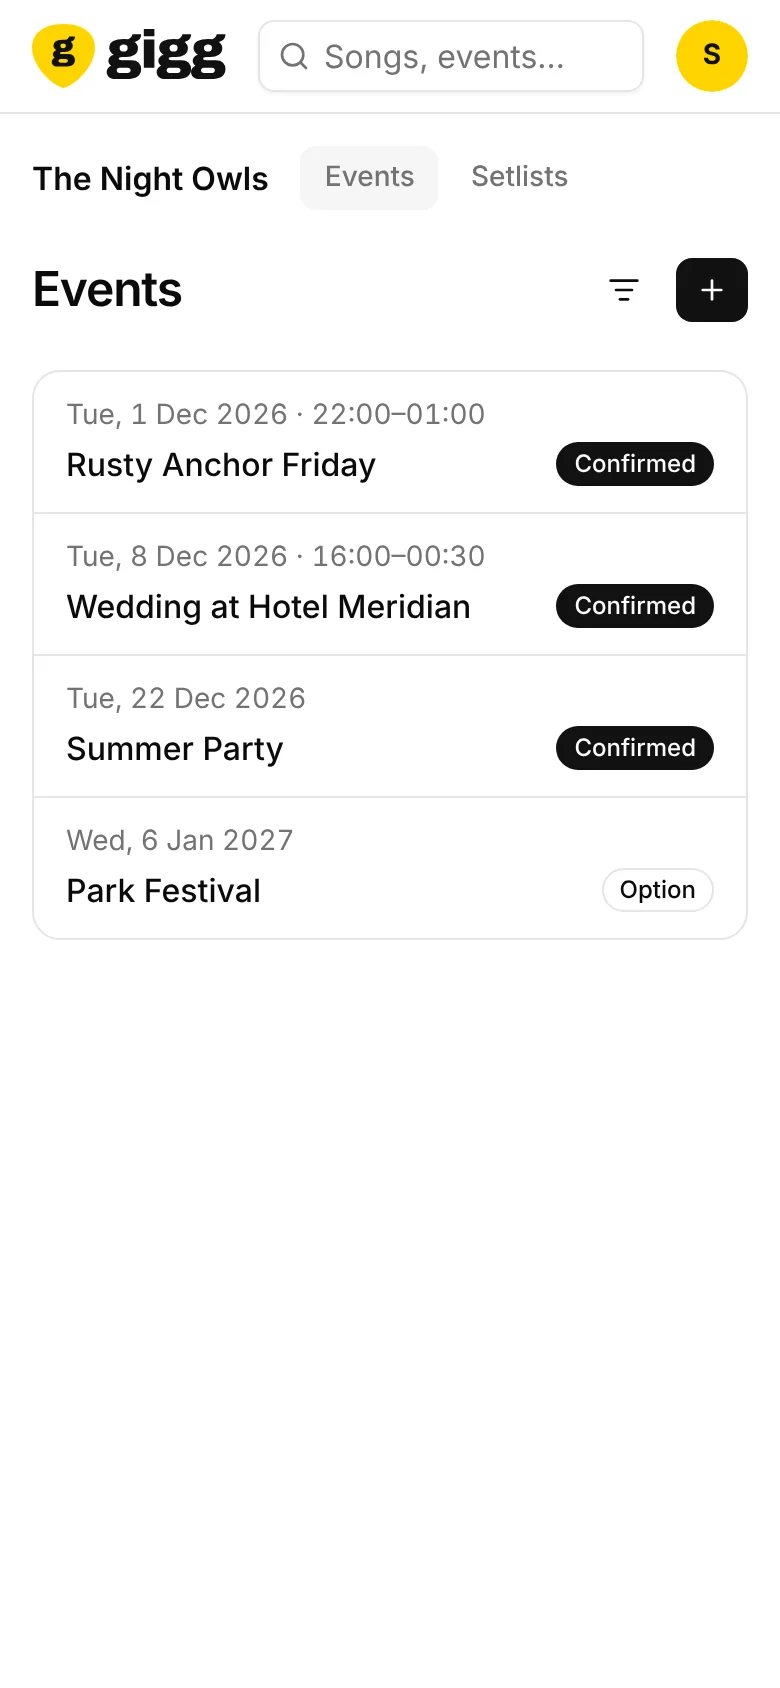 g gigg
Songs, events...
S
The Night Owls
Events
Setlists
Events
Tue, 1 Dec 2026 · 22:00–01:00
Rusty Anchor Friday
Confirmed
Tue, 8 Dec 2026 · 16:00–00:30
Wedding at Hotel Meridian
Confirmed
Tue, 22 Dec 2026
Summer Party
Confirmed
Wed, 6 Jan 2027
Park Festival
Option